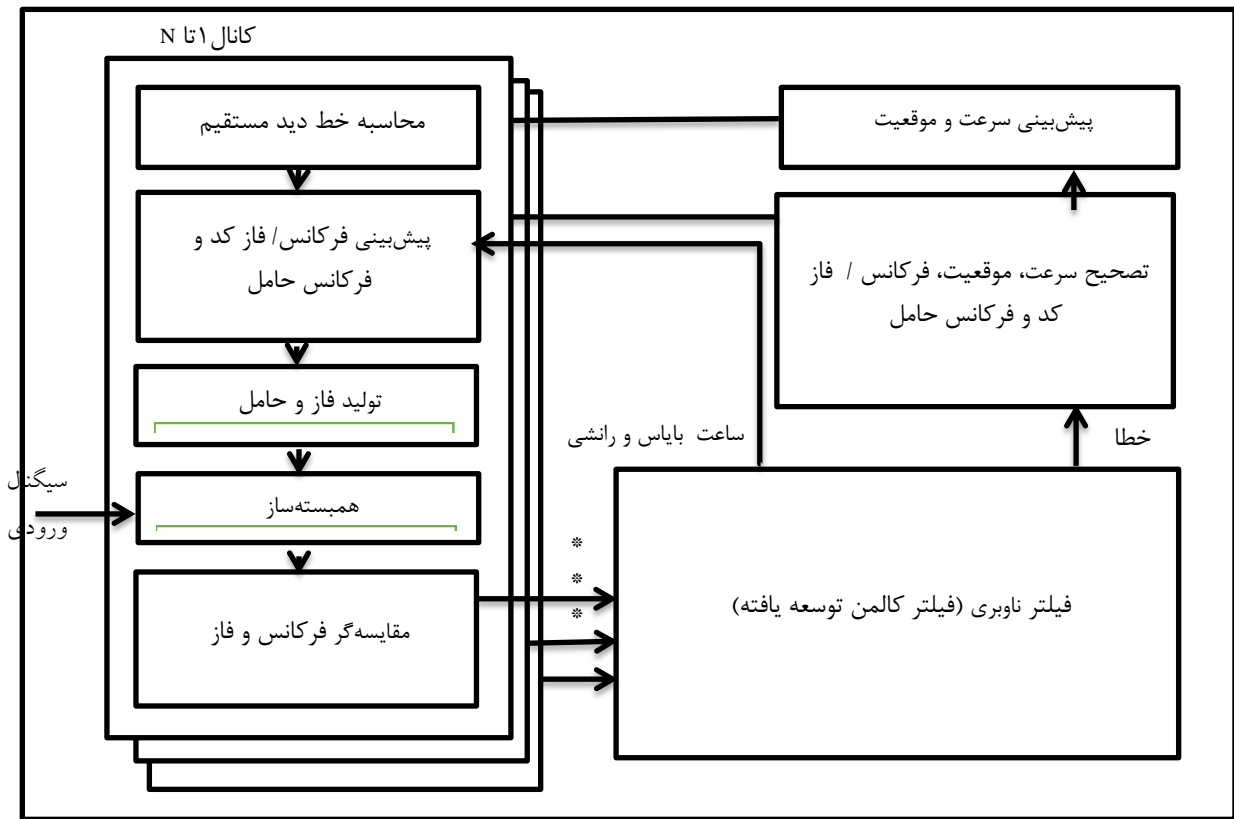 کانال ۱ تا N
محاسبه خط دید مستقیم
پیش‌بینی سرعت و موقعیت
پیش‌بینی فرکانس/ فاز کد و
فرکانس حامل
تصحیح سرعت، موقعیت، فرکانس / فاز
کد و فرکانس حامل
تولید فاز و حامل
ساعت بایاس و رانشی
خطا
سیگنال
ورودی
همبسته‌ساز
*
*
*
مقایسه‌گر فرکانس و فاز
فیلتر ناوبری (فیلتر کالمن توسعه یافته)